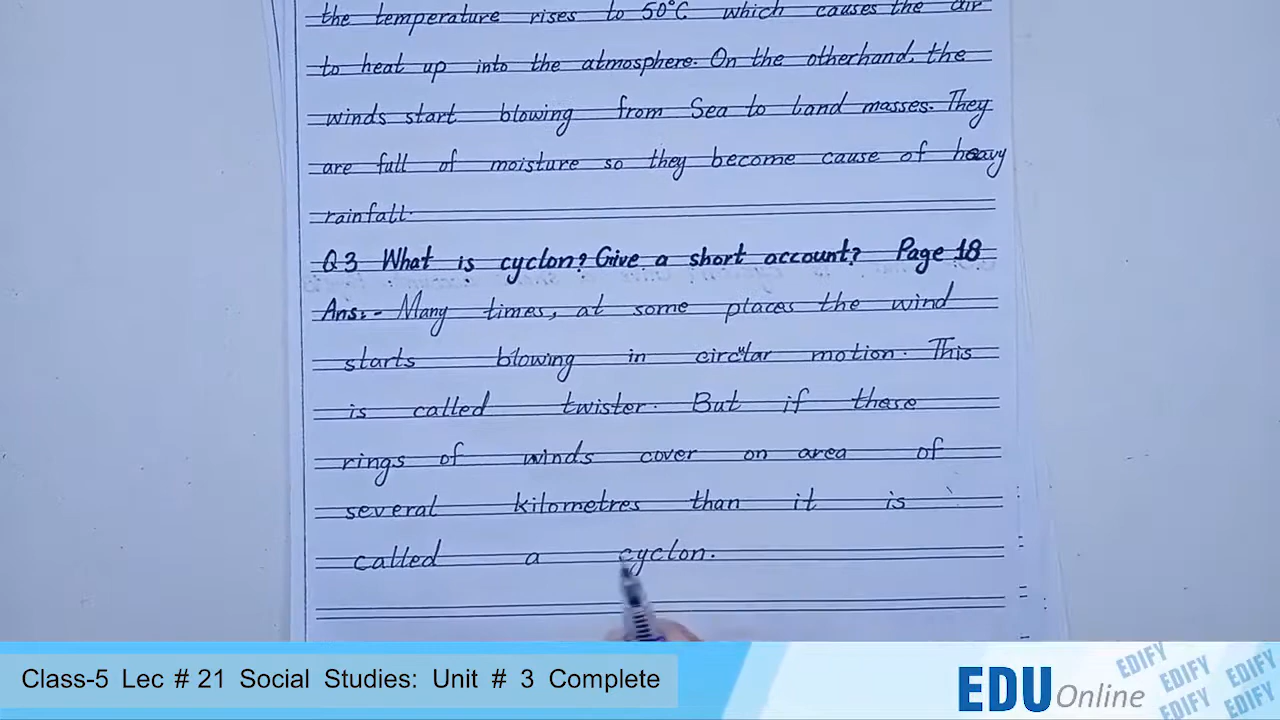 the temperature rises to 50°C which causes the air
to heat up into the atmosphere. On the otherhand, the
winds start blowing from Sea to Land masses. They
are full of moisture so they become cause of heavy
rainfall.
Q3 What is cyclon? Give a short account? Page 18
Ans:- Many times, at some places the wind
starts blowing in circular motion. This
is called twister. But if these
rings of winds cover on area of
several kilometres than it is
called a cyclon.
Class-5 Lec # 21 Social Studies: Unit # 3 Complete
EDU Online
EDIFY EDIFY EDIFY
EDIFY EDIFY EDIFY